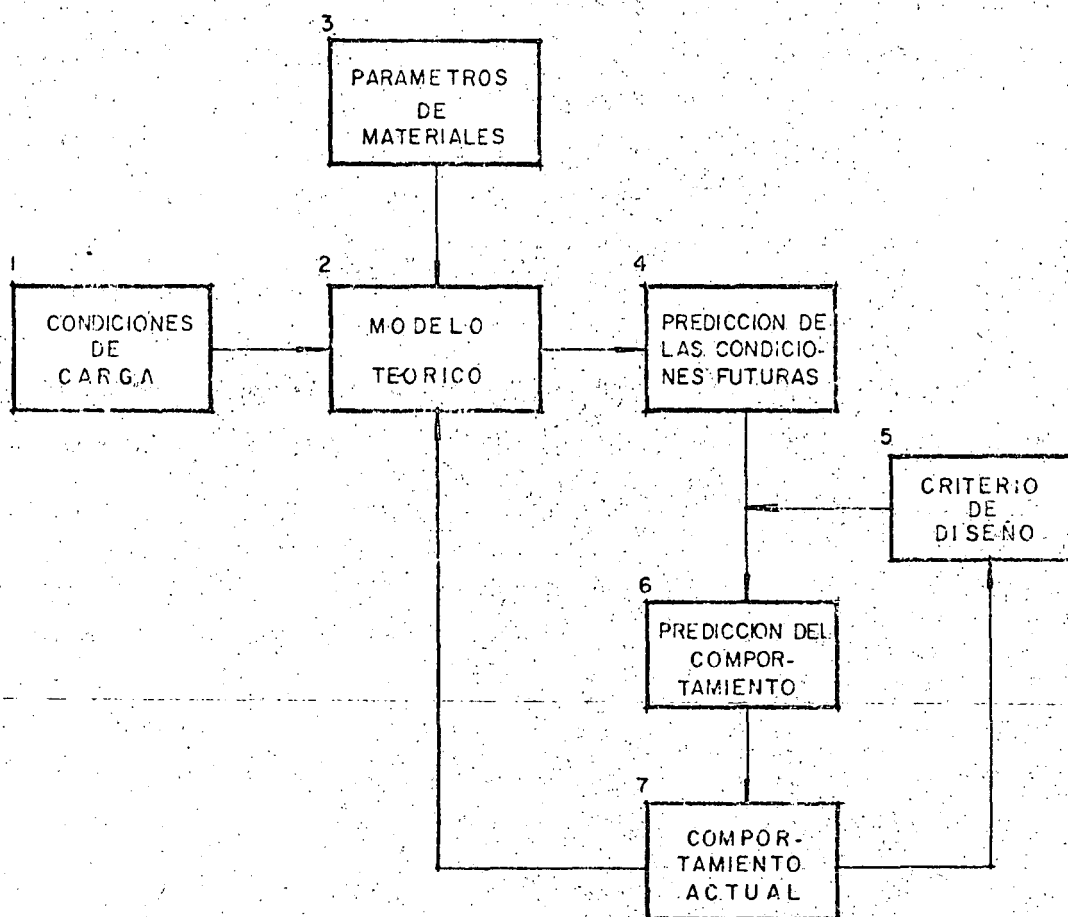 3
PARAMETROS
DE
MATERIALES
1
CONDICIONES
DE
CARGA
2
MODELO
TEORICO
4
PREDICCION DE
LAS CONDICIO-
NES FUTURAS
5
CRITERIO
DE
DISEÑO
6
PREDICCION DEL
COMPOR-
TAMIENTO
7
COMPOR-
TAMIENTO
ACTUAL